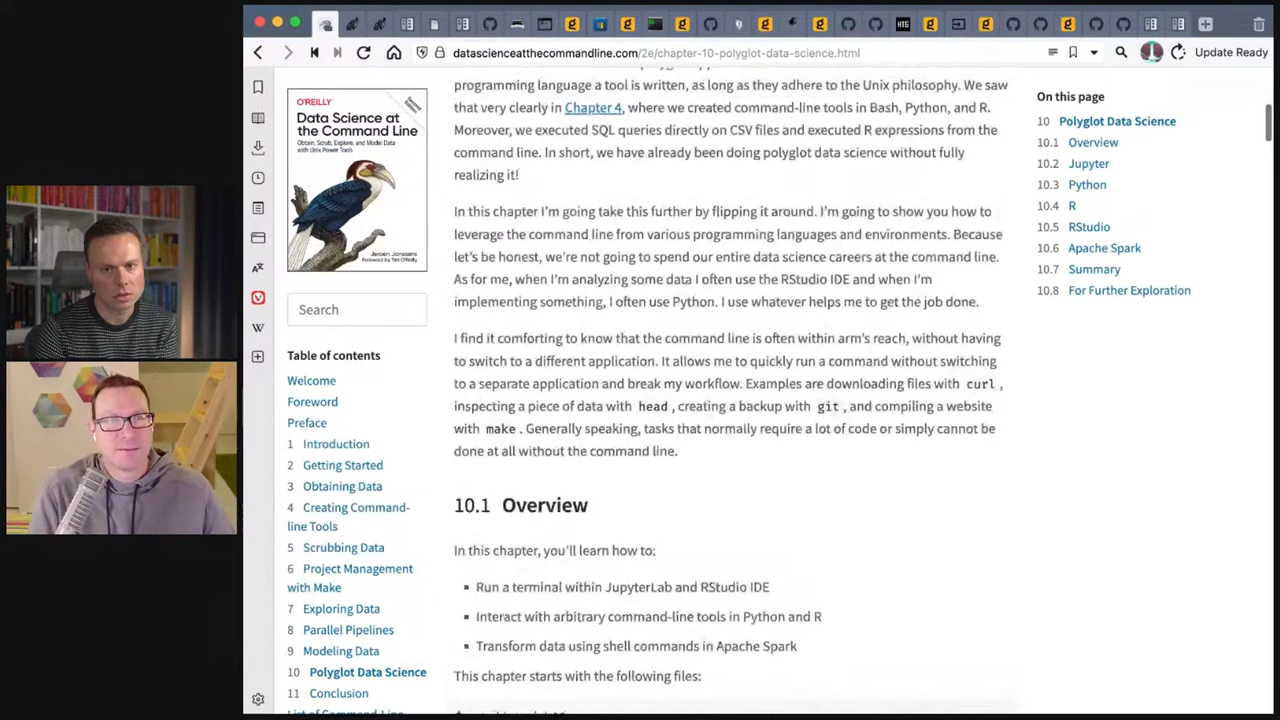 datascienceatthecommandline.com/2e/chapter-10-polyglot-data-science.html
Update Ready
O'REILLY
Second Edition
Data Science at
the Command Line
Obtain, Scrub, Explore, and Model Data
with Unix Power Tools
Jeroen Janssens
Foreword by Tim O'Reilly
Search
Table of contents
Welcome
Foreword
Preface
1 Introduction
2 Getting Started
3 Obtaining Data
4 Creating Command-
line Tools
5 Scrubbing Data
6 Project Management
with Make
7 Exploring Data
8 Parallel Pipelines
9 Modeling Data
10 Polyglot Data Science
11 Conclusion
programming language a tool is written, as long as they adhere to the Unix philosophy. We saw
that very clearly in Chapter 4, where we created command-line tools in Bash, Python, and R.
Moreover, we executed SQL queries directly on CSV files and executed R expressions from the
command line. In short, we have already been doing polyglot data science without fully
realizing it!
In this chapter I'm going take this further by flipping it around. I'm going to show you how to
leverage the command line from various programming languages and environments. Because
let's be honest, we're not going to spend our entire data science careers at the command line.
As for me, when I'm analyzing some data I often use the RStudio IDE and when I'm
implementing something, I often use Python. I use whatever helps me to get the job done.
I find it comforting to know that the command line is often within arm's reach, without having
to switch to a different application. It allows me to quickly run a command without switching
to a separate application and break my workflow. Examples are downloading files with curl,
inspecting a piece of data with head, creating a backup with git, and compiling a website
with make. Generally speaking, tasks that normally require a lot of code or simply cannot be
done at all without the command line.
10.1 Overview
In this chapter, you'll learn how to:
▪ Run a terminal within JupyterLab and RStudio IDE
▪ Interact with arbitrary command-line tools in Python and R
▪ Transform data using shell commands in Apache Spark
This chapter starts with the following files:
On this page
10 Polyglot Data Science
10.1 Overview
10.2 Jupyter
10.3 Python
10.4 R
10.5 RStudio
10.6 Apache Spark
10.7 Summary
10.8 For Further Exploration